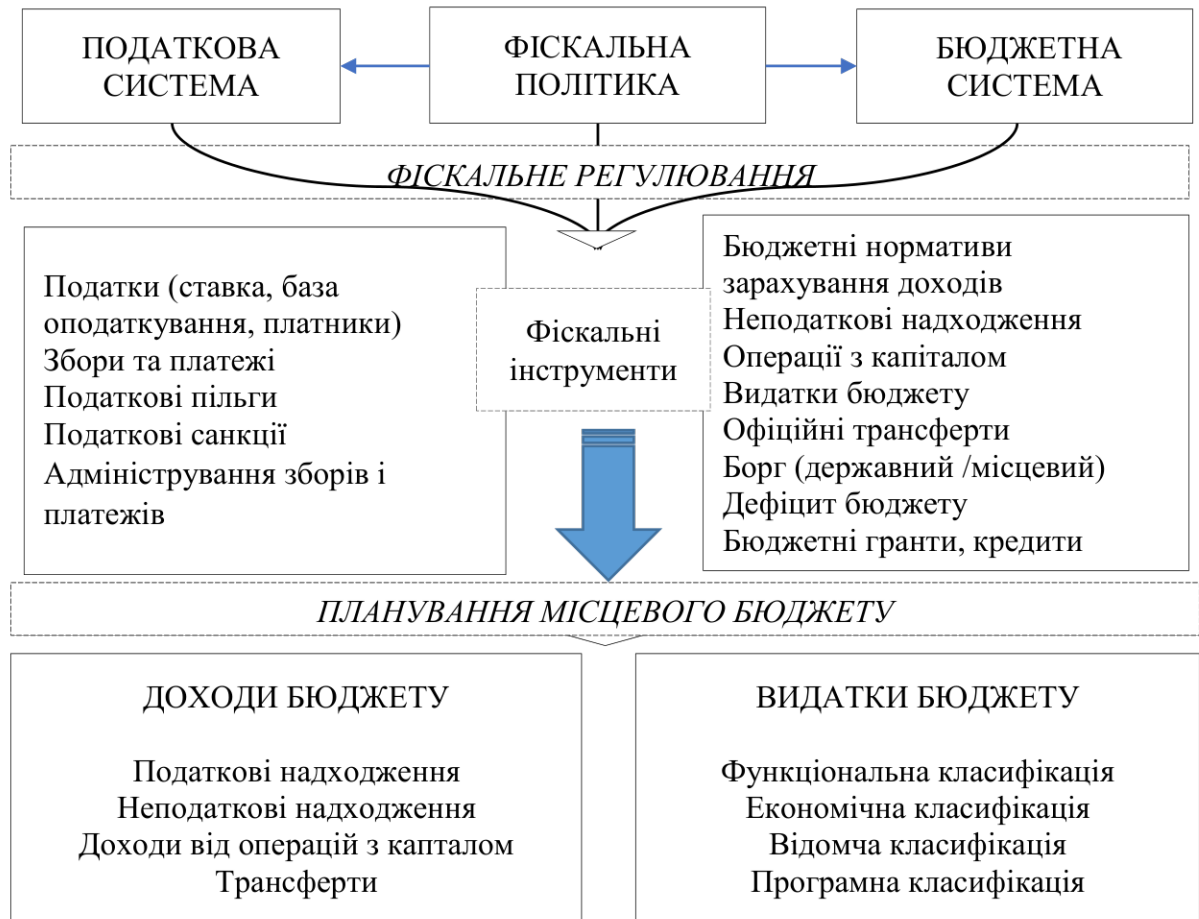 ПОДАТКОВА
СИСТЕМА
ФІСКАЛЬНА
ПОЛІТИКА
БЮДЖЕТНА
СИСТЕМА
ФІСКАЛЬНЕ РЕГУЛЮВАННЯ
Податки (ставка, база
оподаткування, платники)
Збори та платежі
Податкові пільги
Податкові санкції
Адміністрування зборів і
платежів
Фіскальні
інструменти
Бюджетні нормативи
зарахування доходів
Неподаткові надходження
Операції з капіталом
Видатки бюджету
Офіційні трансферти
Борг (державний /місцевий)
Дефіцит бюджету
Бюджетні гранти, кредити
ПЛАНУВАННЯ МІСЦЕВОГО БЮДЖЕТУ
ДОХОДИ БЮДЖЕТУ
Податкові надходження
Неподаткові надходження
Доходи від операцій з капталом
Трансферти
ВИДАТКИ БЮДЖЕТУ
Функціональна класифікація
Економічна класифікація
Відомча класифікація
Програмна класифікація